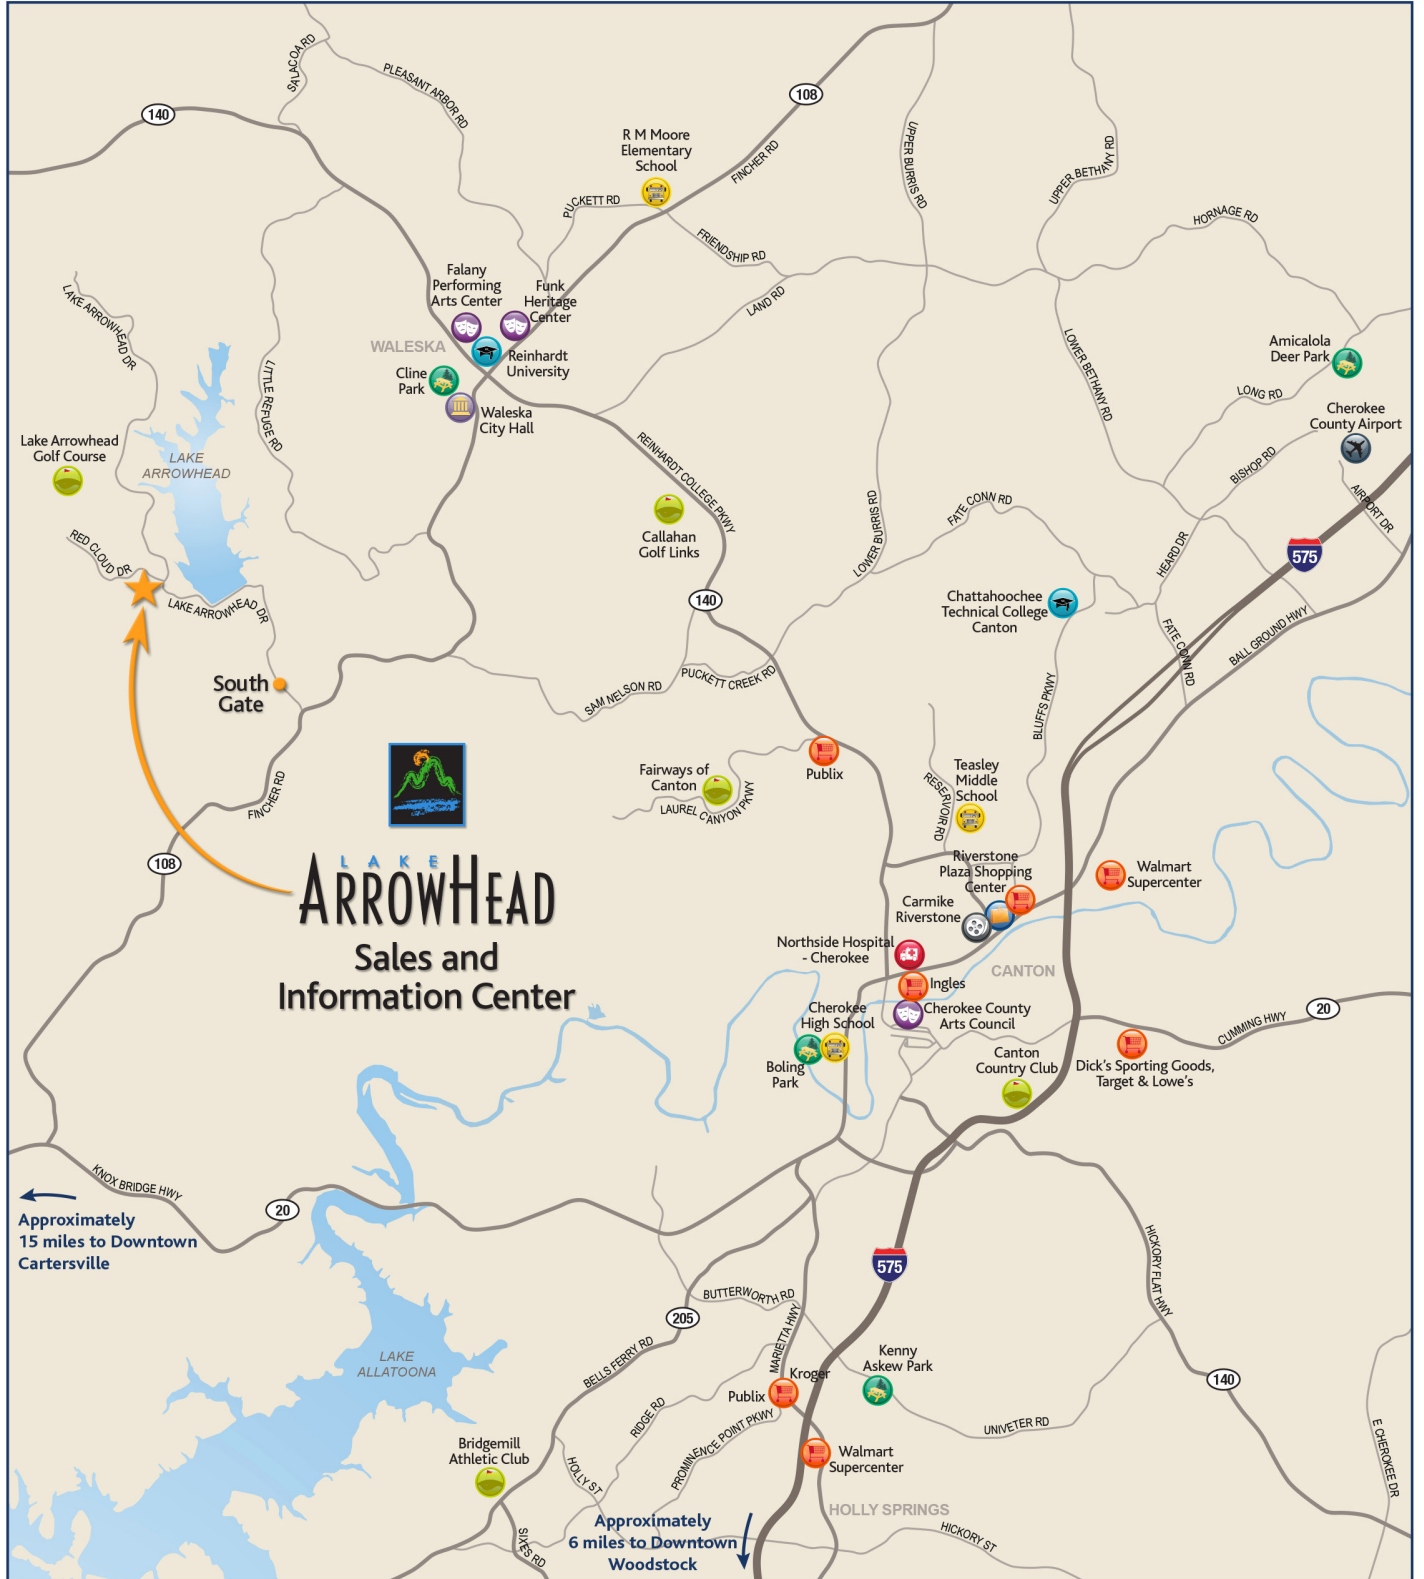 SALACOA RD
PLEASANT ARBOR RD
140
108
R M Moore
Elementary
School
FINCHER RD
UPPER BURRIS RD
UPPER BETHANY RD
PUCKETT RD
HORNAGE RD
FRIENDSHIP RD
LAND RD
Falany
Performing
Arts Center
Funk
Heritage
Center
LAKE ARROWHEAD DR
WALESKA
Reinhardt
University
Cline
Park
Waleska
City Hall
LITTLE REFUGE RD
LOWER BETHANY RD
Amicalola
Deer Park
LONG RD
Cherokee
County Airport
Lake Arrowhead
Golf Course
LAKE
ARROWHEAD
REINHARDT COLLEGE PKWY
BISHOP RD
AIRPORT DR
Callahan
Golf Links
LOWER BURRIS RD
FATE CONN RD
RED CLOUD DR
HEARD DR
575
LAKE ARROWHEAD DR
140
Chattahoochee
Technical College
Canton
FATE CONN RD
BALL GROUND HWY
South
Gate
SAM NELSON RD
PUCKETT CREEK RD
BLUFFS PKWY
Publix
Fairways of
Canton
LAUREL CANYON PKWY
RESERVOIR RD
Teasley
Middle
School
FINCHER RD
108
LAKE
ARROWHEAD
Sales and
Information Center
Riverstone
Plaza Shopping
Center
Walmart
Supercenter
Carmike
Riverstone
Northside Hospital
- Cherokee
CANTON
Ingles
Cherokee County
Arts Council
Cherokee
High School
Boling
Park
20
CUMMING HWY
Canton
Country Club
Dick's Sporting Goods,
Target & Lowe's
KNOX BRIDGE HWY
20
Approximately
15 miles to Downtown
Cartersville
HICKORY FLAT HWY
575
BUTTERWORTH RD
205
MARIETTA HWY
BELLS FERRY RD
LAKE
ALLATOONA
Kenny
Askew Park
Kroger
Publix
140
RIDGE RD
PROMINENCE POINT PKWY
UNIVETER RD
E CHEROKEE DR
Bridgemill
Athletic Club
HOLLY ST
Walmart
Supercenter
HOLLY SPRINGS
Approximately
6 miles to Downtown
Woodstock
SIXES RD
HICKORY ST